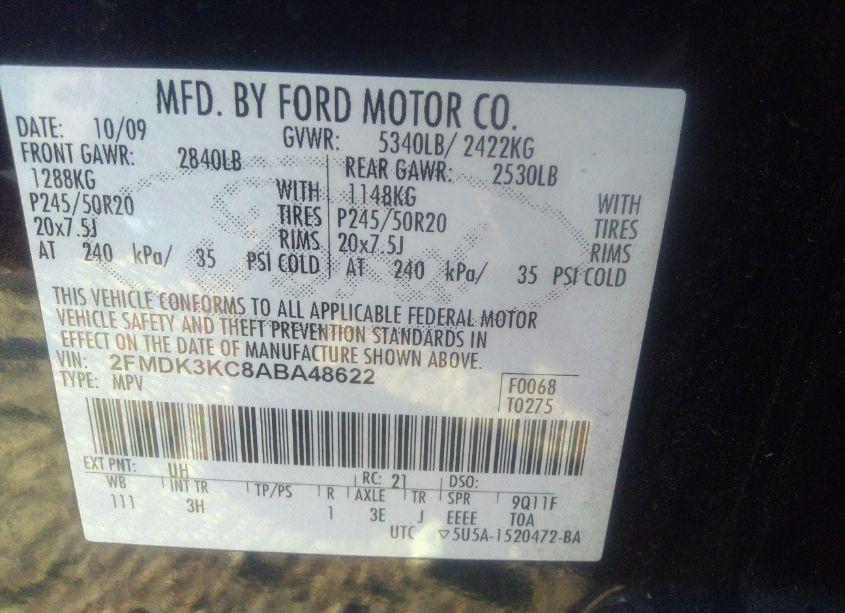 MFD. BY FORD MOTOR CO.
DATE: 10/09 GVWR: 5340LB/ 2422KG
FRONT GAWR: 2840LB REAR GAWR: 2530LB
1288KG WITH 1148KG WITH
P245/50R20 TIRES P245/50R20 TIRES
20x7.5J RIMS 20x7.5J RIMS
AT 240 kPa/ 35 PSI COLD AT 240 kPa/ 35 PSI COLD
THIS VEHICLE CONFORMS TO ALL APPLICABLE FEDERAL MOTOR
VEHICLE SAFETY AND THEFT PREVENTION STANDARDS IN
EFFECT ON THE DATE OF MANUFACTURE SHOWN ABOVE.
VIN: 2FMDK3KC8ABA48622
TYPE: MPV F0068
T0275
EXT PNT: UH RC: 21 DSO:
WB INT TR TP/PS R AXLE TR SPR 9Q11F
111 3H 1 3E J EEEE T0A
UTC ▽5U5A-1520472-BA